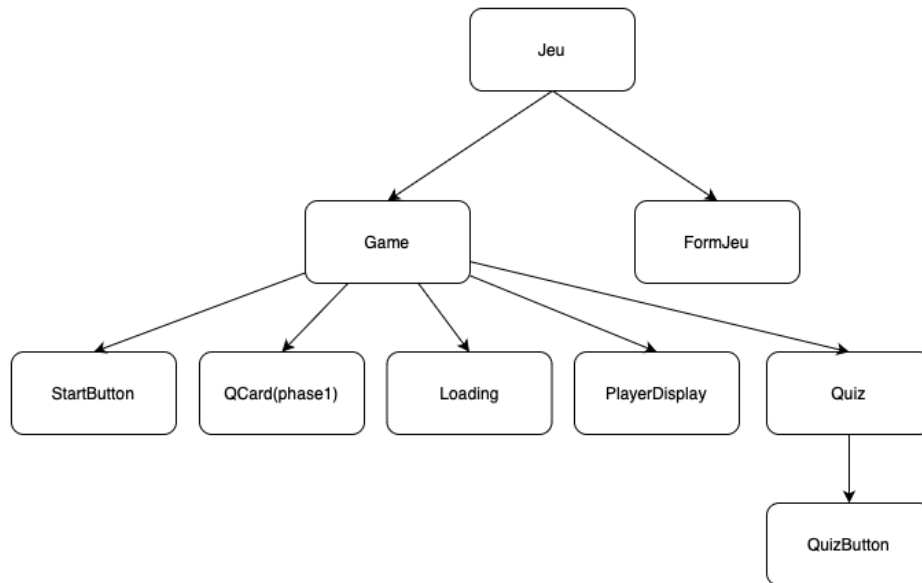 Jeu
Game
FormJeu
StartButton
QCard(phase1)
Loading
PlayerDisplay
Quiz
QuizButton